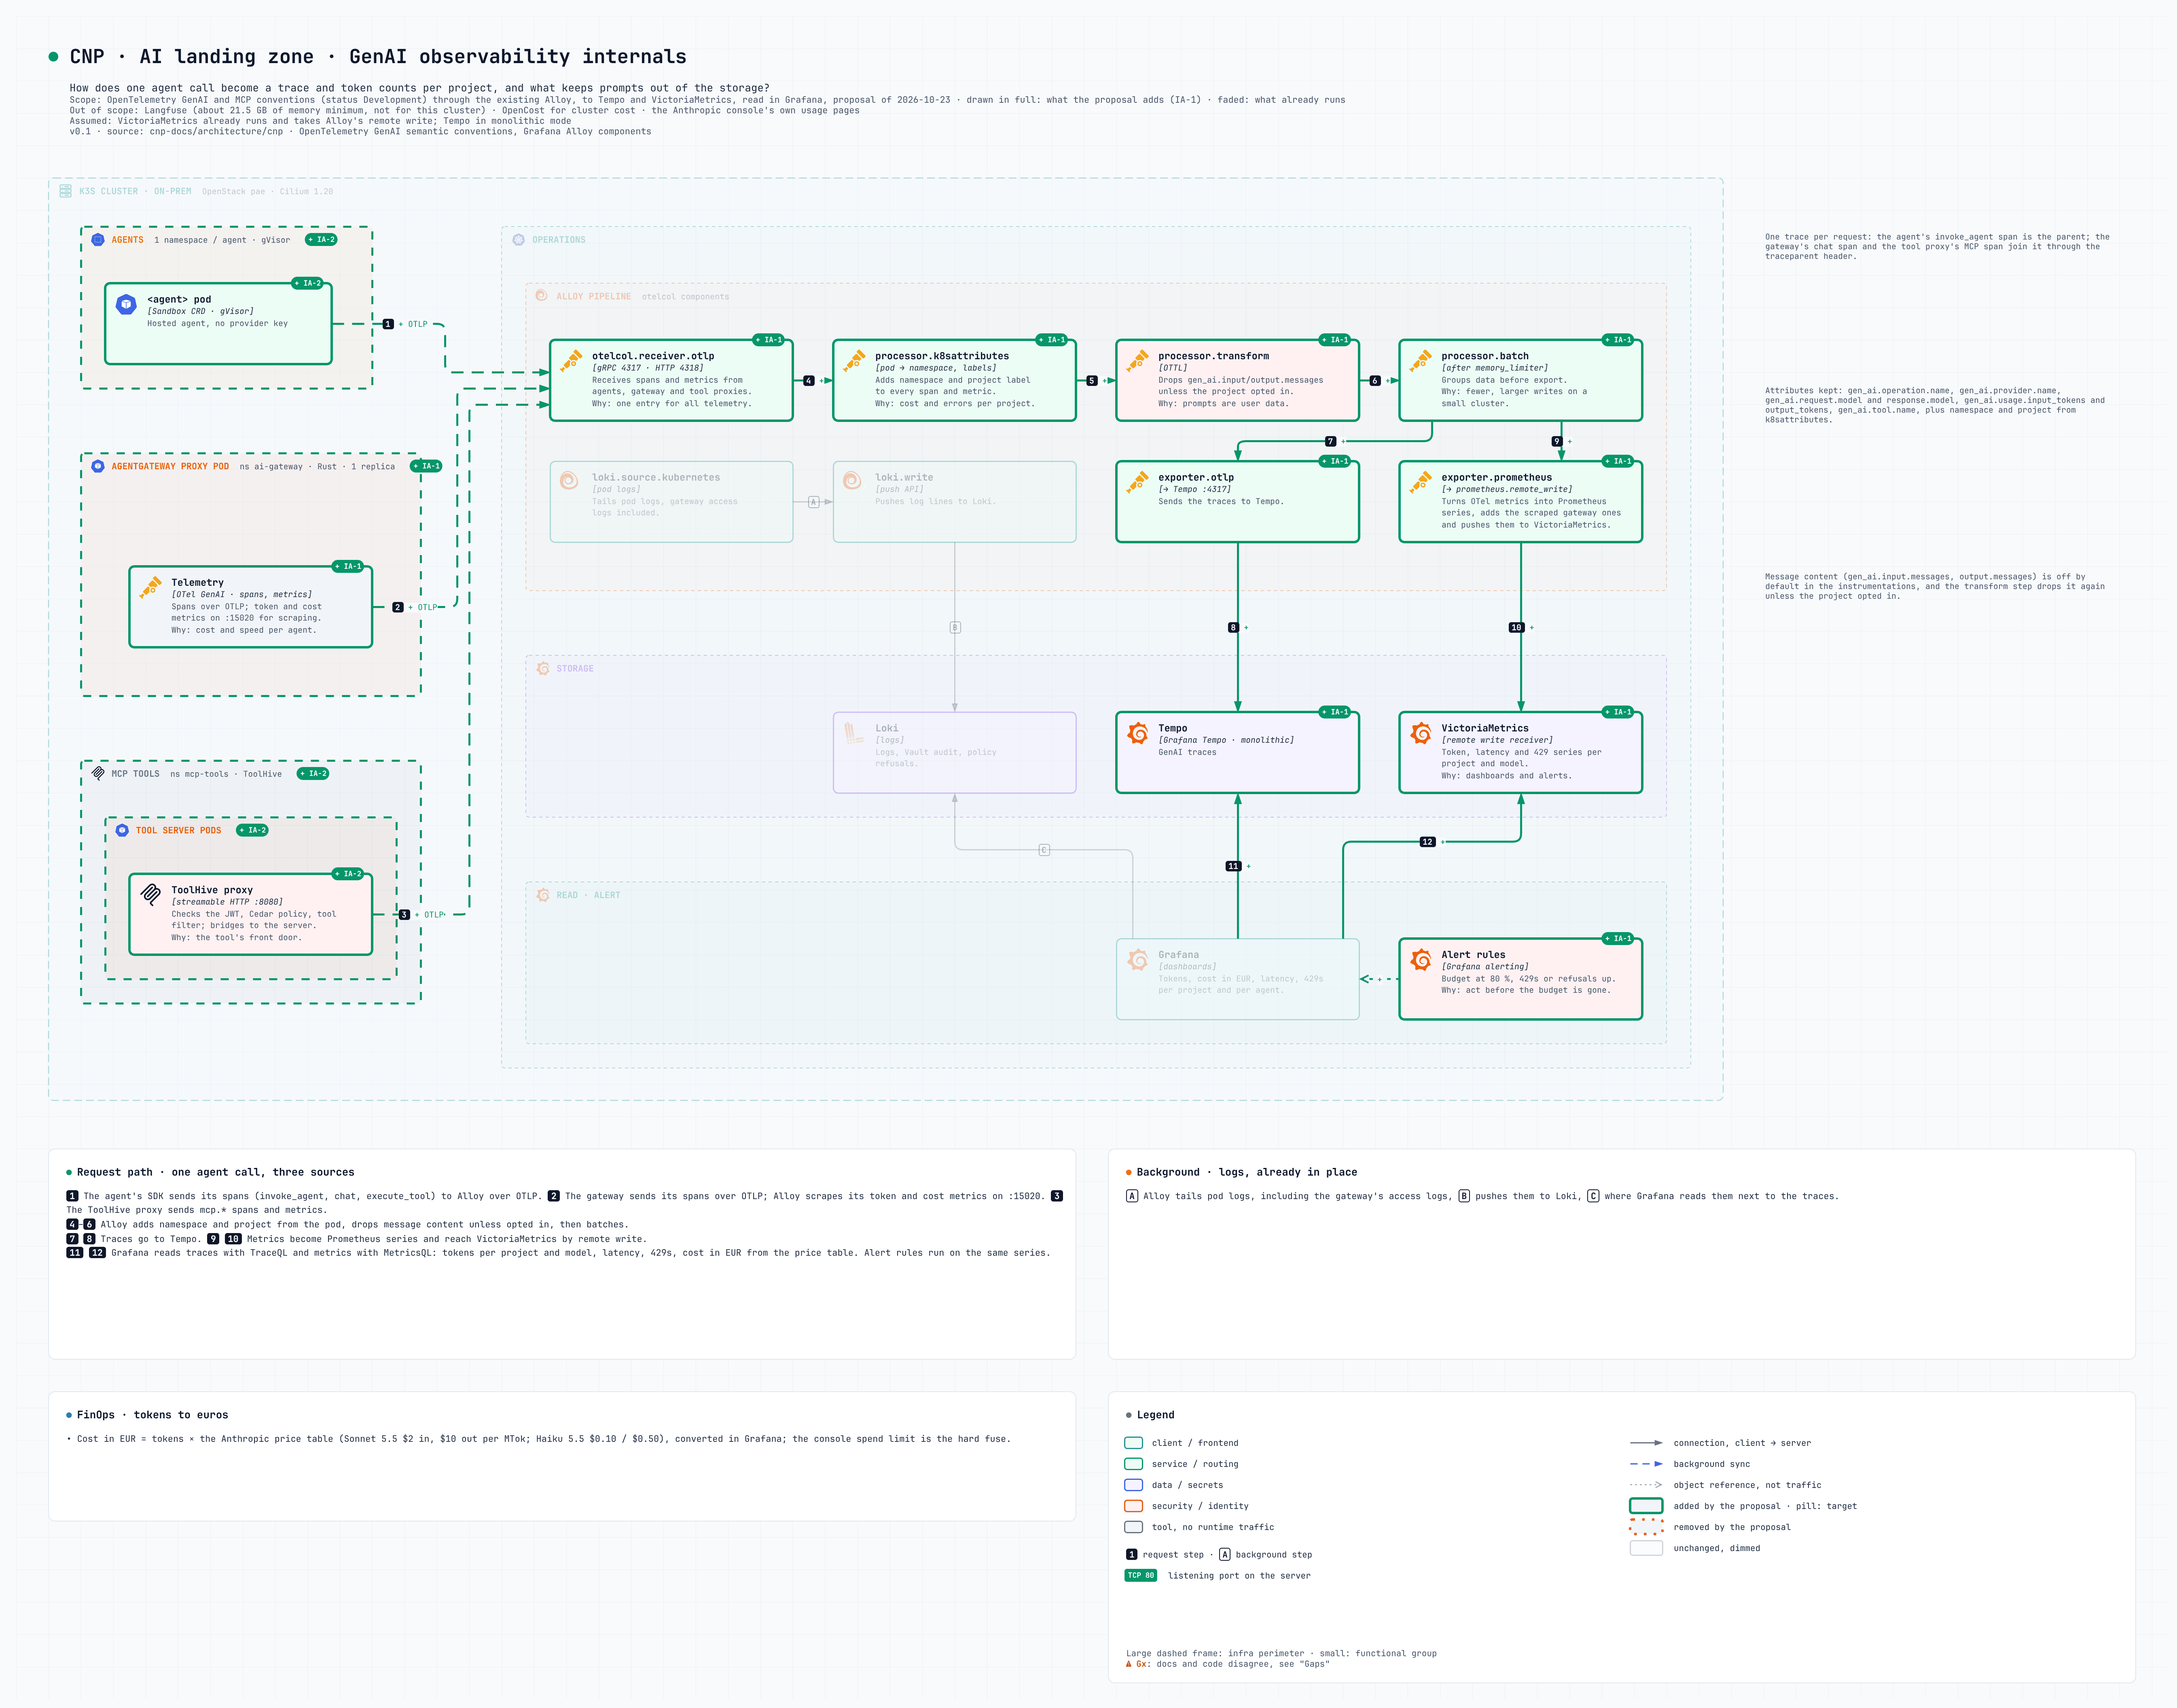 CNP · AI landing zone · GenAI observability internals
How does one agent call become a trace and token counts per project, and what keeps prompts out of the storage?
Scope: OpenTelemetry GenAI and MCP conventions (status Development) through the existing Alloy, to Tempo and VictoriaMetrics, read in Grafana, proposal of 2026-10-23 · drawn in full: what the proposal adds (IA-1) · faded: what already runs
Out of scope: Langfuse (about 21.5 GB of memory minimum, not for this cluster) · OpenCost for cluster cost · the Anthropic console's own usage pages
Assumed: VictoriaMetrics already runs and takes Alloy's remote write; Tempo in monolithic mode
v0.1 · source: cnp-docs/architecture/cnp · OpenTelemetry GenAI semantic conventions, Grafana Alloy components
K3S CLUSTER · ON-PREM OpenStack pae · Cilium 1.20
AGENTS 1 namespace / agent · gVisor + IA-2
+ IA-2
<agent> pod
[Sandbox CRD · gVisor]
Hosted agent, no provider key
1 + OTLP
AGENTGATEWAY PROXY POD ns ai-gateway · Rust · 1 replica + IA-1
+ IA-1
Telemetry
[OTel GenAI · spans, metrics]
Spans over OTLP; token and cost
metrics on :15020 for scraping.
Why: cost and speed per agent.
2 + OTLP
MCP TOOLS ns mcp-tools · ToolHive + IA-2
TOOL SERVER PODS + IA-2
+ IA-2
ToolHive proxy
[streamable HTTP :8080]
Checks the JWT, Cedar policy, tool
filter; bridges to the server.
Why: the tool's front door.
3 + OTLP
OPERATIONS
ALLOY PIPELINE otelcol components
+ IA-1
otelcol.receiver.otlp
[gRPC 4317 · HTTP 4318]
Receives spans and metrics from
agents, gateway and tool proxies.
Why: one entry for all telemetry.
4 +
+ IA-1
processor.k8sattributes
[pod → namespace, labels]
Adds namespace and project label
to every span and metric.
Why: cost and errors per project.
5 +
+ IA-1
processor.transform
[OTTL]
Drops gen_ai.input/output.messages
unless the project opted in.
Why: prompts are user data.
6 +
+ IA-1
processor.batch
[after memory_limiter]
Groups data before export.
Why: fewer, larger writes on a
small cluster.
7 +
9 +
loki.source.kubernetes
[pod logs]
Tails pod logs, gateway access
logs included.
A
loki.write
[push API]
Pushes log lines to Loki.
+ IA-1
exporter.otlp
[→ Tempo :4317]
Sends the traces to Tempo.
+ IA-1
exporter.prometheus
[→ prometheus.remote_write]
Turns OTel metrics into Prometheus
series, adds the scraped gateway ones
and pushes them to VictoriaMetrics.
B
8 +
10 +
STORAGE
Loki
[logs]
Logs, Vault audit, policy
refusals.
+ IA-1
Tempo
[Grafana Tempo · monolithic]
GenAI traces
+ IA-1
VictoriaMetrics
[remote write receiver]
Token, latency and 429 series per
project and model.
Why: dashboards and alerts.
C
11 +
12 +
READ · ALERT
Grafana
[dashboards]
Tokens, cost in EUR, latency, 429s
per project and per agent.
+
+ IA-1
Alert rules
[Grafana alerting]
Budget at 80 %, 429s or refusals up.
Why: act before the budget is gone.
One trace per request: the agent's invoke_agent span is the parent; the
gateway's chat span and the tool proxy's MCP span join it through the
traceparent header.
Attributes kept: gen_ai.operation.name, gen_ai.provider.name,
gen_ai.request.model and response.model, gen_ai.usage.input_tokens and
output_tokens, gen_ai.tool.name, plus namespace and project from
k8sattributes.
Message content (gen_ai.input.messages, output.messages) is off by
default in the instrumentations, and the transform step drops it again
unless the project opted in.
Request path · one agent call, three sources
1 The agent's SDK sends its spans (invoke_agent, chat, execute_tool) to Alloy over OTLP. 2 The gateway sends its spans over OTLP; Alloy scrapes its token and cost metrics on :15020. 3
The ToolHive proxy sends mcp.* spans and metrics.
4–6 Alloy adds namespace and project from the pod, drops message content unless opted in, then batches.
7 8 Traces go to Tempo. 9 10 Metrics become Prometheus series and reach VictoriaMetrics by remote write.
11 12 Grafana reads traces with TraceQL and metrics with MetricsQL: tokens per project and model, latency, 429s, cost in EUR from the price table. Alert rules run on the same series.
Background · logs, already in place
A Alloy tails pod logs, including the gateway's access logs, B pushes them to Loki, C where Grafana reads them next to the traces.
FinOps · tokens to euros
• Cost in EUR = tokens × the Anthropic price table (Sonnet 5.5 $2 in, $10 out per MTok; Haiku 5.5 $0.10 / $0.50), converted in Grafana; the console spend limit is the hard fuse.
Legend
client / frontend
service / routing
data / secrets
security / identity
tool, no runtime traffic
1 request step · A background step
TCP 80 listening port on the server
connection, client → server
background sync
object reference, not traffic
added by the proposal · pill: target
removed by the proposal
unchanged, dimmed
Large dashed frame: infra perimeter · small: functional group
▲ Gx: docs and code disagree, see "Gaps"